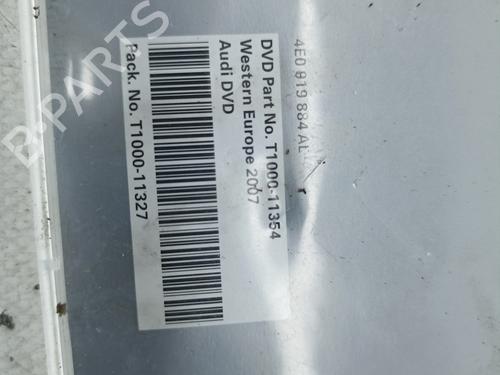 4E0 919 884 AL
DVD Part No. T1000-11354
Western Europe 2007
Audi DVD
Pack. No. T1000-11327
B-PARTS